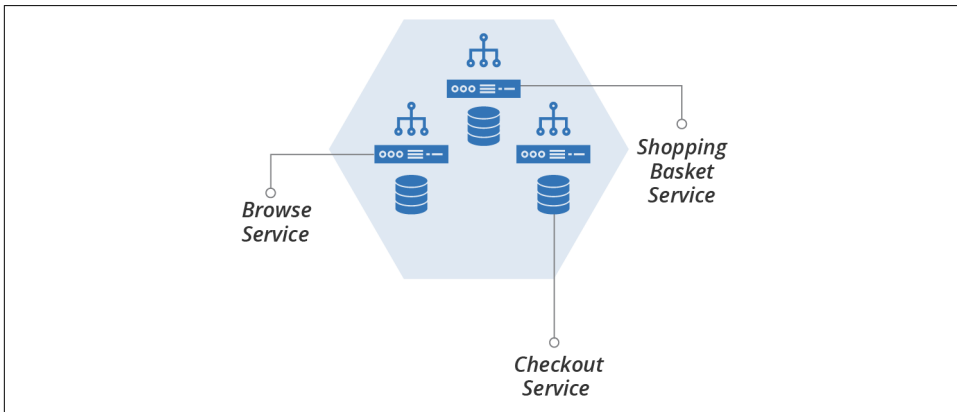 Shopping
Basket
Service
Browse
Service
Checkout
Service